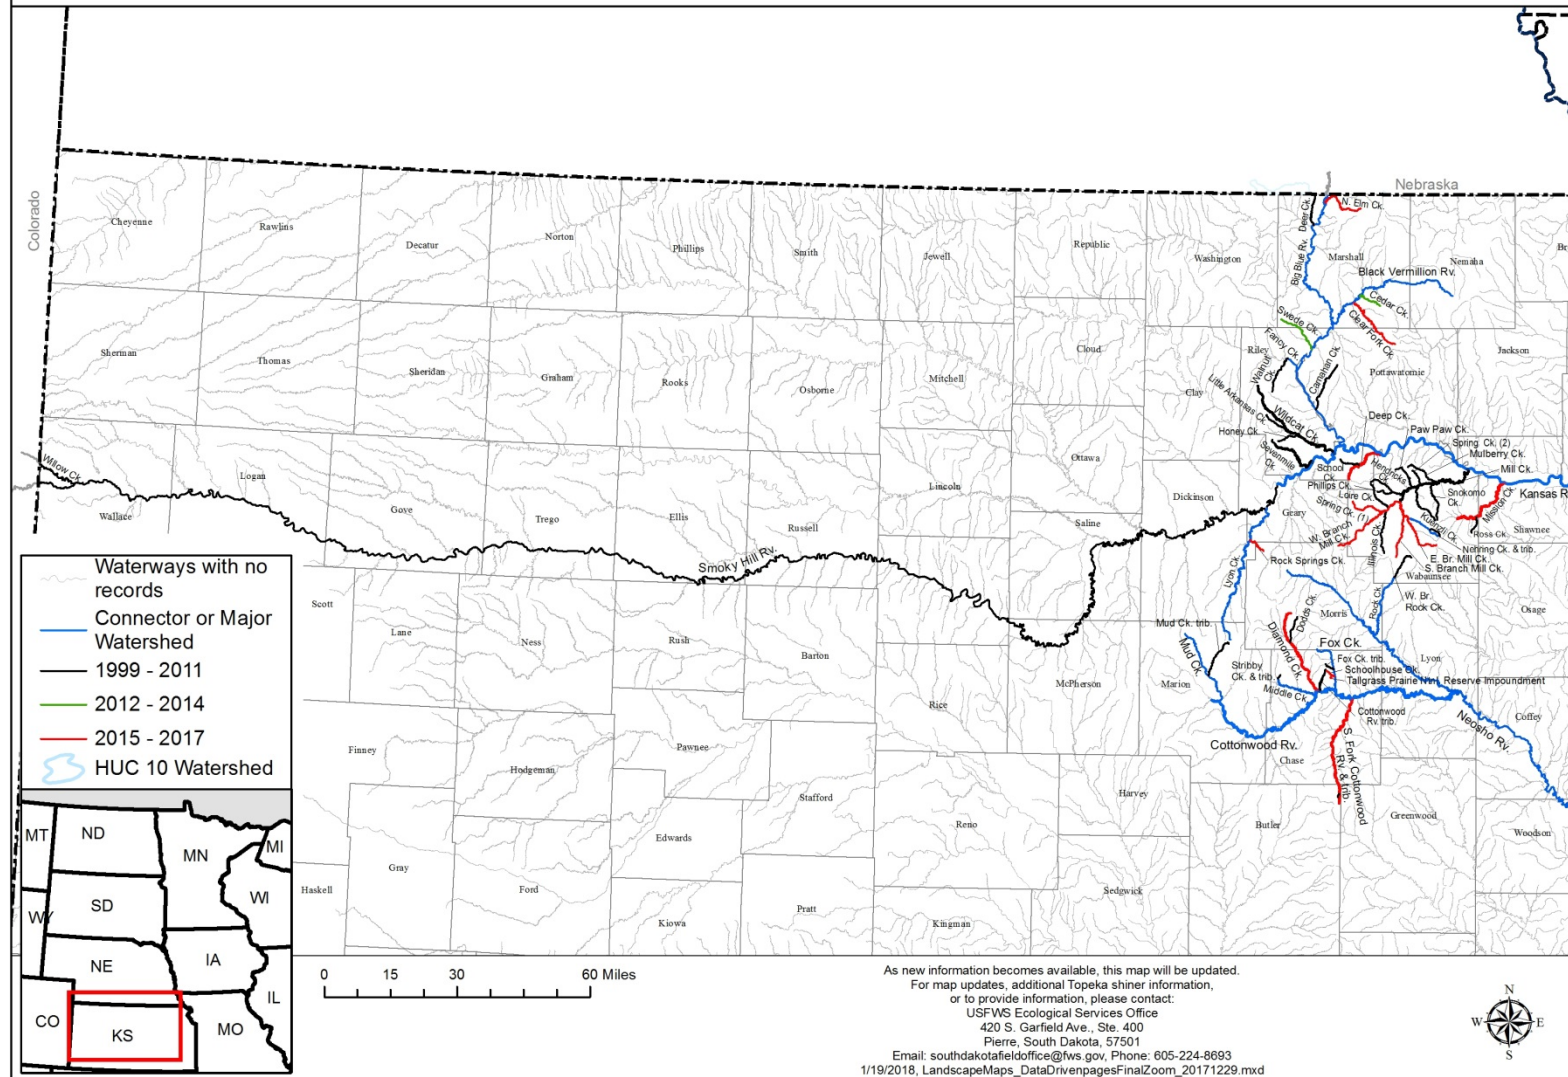 Nebraska
Colorado
Cheyenne
Rawlins
Decatur
Norton
Phillips
Smith
Jewell
Republic
Washington
Deer Ck.
Big Blue Rv.
N. Elm Ck.
Marshall
Nemaha
Black Vermillion Rv.
Cedar Ck.
Clear Fork Ck.
Swede Ck.
Fancy Ck.
Sherman
Thomas
Sheridan
Graham
Rooks
Osborne
Mitchell
Cloud
Clay
Riley
Walnut Ck.
Carnahan Ck.
Pottawatomie
Jackson
Little Arkansas Ck.
Wildcat Ck.
Honey Ck.
Sevenmile Ck.
Deep Ck.
Paw Paw Ck.
Spring Ck. (2)
Mulberry Ck.
Mill Ck.
Hendricks Ck.
School Ck.
Phillips Ck.
Loire Ck.
Spring Ck. (1)
W. Branch Mill Ck.
Illinois Ck.
Snokomo Ck.
Kuenzli Ck.
Mission Ck.
Kansas R
Shawnee
Ross Ck.
Nehring Ck. & trib.
E. Br. Mill Ck.
S. Branch Mill Ck.
Wabaunsee
Willow Ck.
Wallace
Logan
Gove
Trego
Ellis
Russell
Lincoln
Ottawa
Saline
Dickinson
Geary
Smoky Hill Rv.
Lyon Ck.
Rock Springs Ck.
W. Br. Rock Ck.
Rock Ck.
Morris
Osage
Scott
Lane
Ness
Rush
Barton
Rice
McPherson
Marion
Mud Ck. trib.
Mud Ck.
Stribby Ck. & trib.
Middle Ck.
Diamond Ck.
Dodds Ck.
Fox Ck.
Fox Ck. trib.
Schoolhouse Ck.
Lyon
Cottonwood Rv. trib.
Coffey
Neosho Rv.
Cottonwood Rv.
Chase
S. Fork Cottonwood Rv. & trib.
Finney
Hodgeman
Pawnee
Stafford
Reno
Harvey
Butler
Greenwood
Woodson
Haskell
Gray
Ford
Edwards
Kiowa
Pratt
Kingman
Sedgwick
Waterways with no
records
Connector or Major
Watershed
1999 - 2011
2012 - 2014
2015 - 2017
HUC 10 Watershed
MT
ND
MN
MI
WI
SD
WY
NE
IA
IL
CO
KS
MO
0 15 30 60 Miles
As new information becomes available, this map will be updated.
For map updates, additional Topeka shiner information,
or to provide information, please contact:
USFWS Ecological Services Office
420 S. Garfield Ave., Ste. 400
Pierre, South Dakota, 57501
Email: southdakotafieldoffice@fws.gov, Phone: 605-224-8693
1/19/2018, LandscapeMaps_DataDrivenpagesFinalZoom_20171229.mxd
N
W E
S